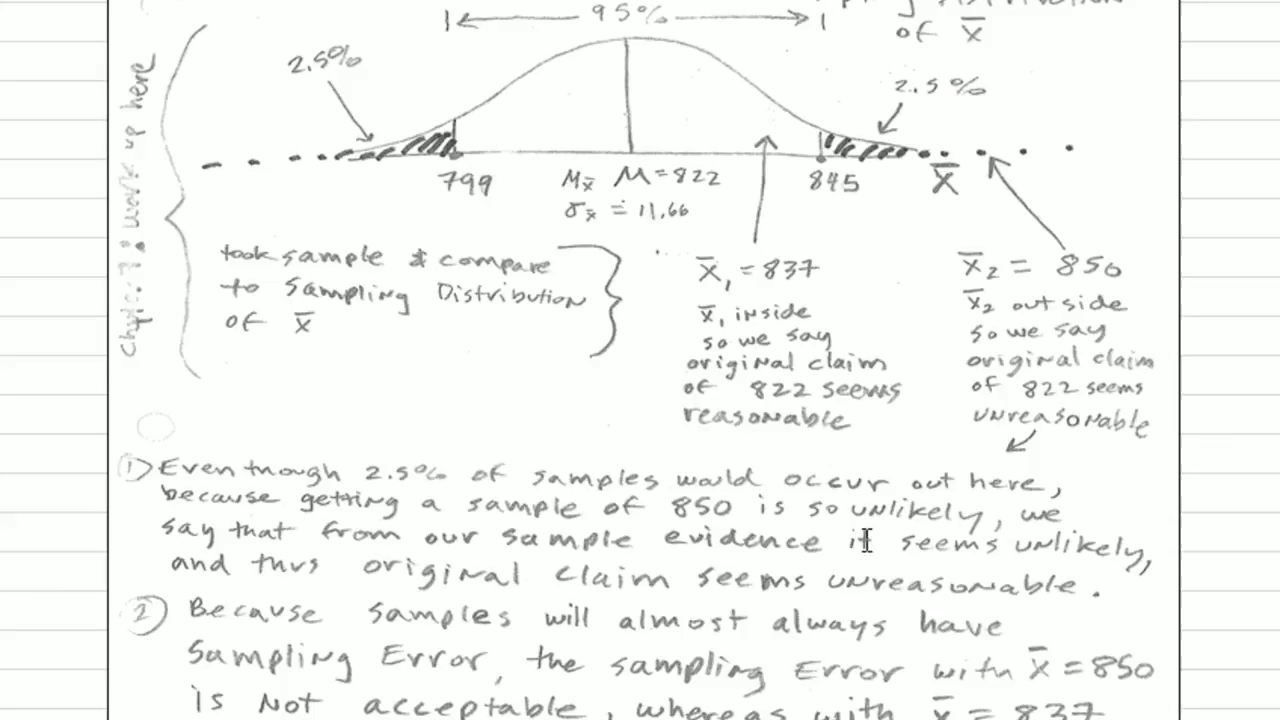 95%
of x̄
2.5%
2.5%
799
Mx̄ M=822
845
x̄
σx̄ ≐ 11.66
work up here
took sample & compare
to Sampling Distribution
of x̄
x̄₁ = 837
x̄₁ inside
so we say
original claim
of 822 seems
reasonable
x̄₂ = 850
x̄₂ out side
so we say
original claim
of 822 seems
unreasonable
① Even though 2.5% of samples would occur out here,
because getting a sample of 850 is so unlikely, we
say that from our sample evidence it seems unlikely,
and thus original claim seems unreasonable.
② Because samples will almost always have
Sampling Error, the sampling Error with x̄ = 850
is Not acceptable, whereas with x̄ = 837